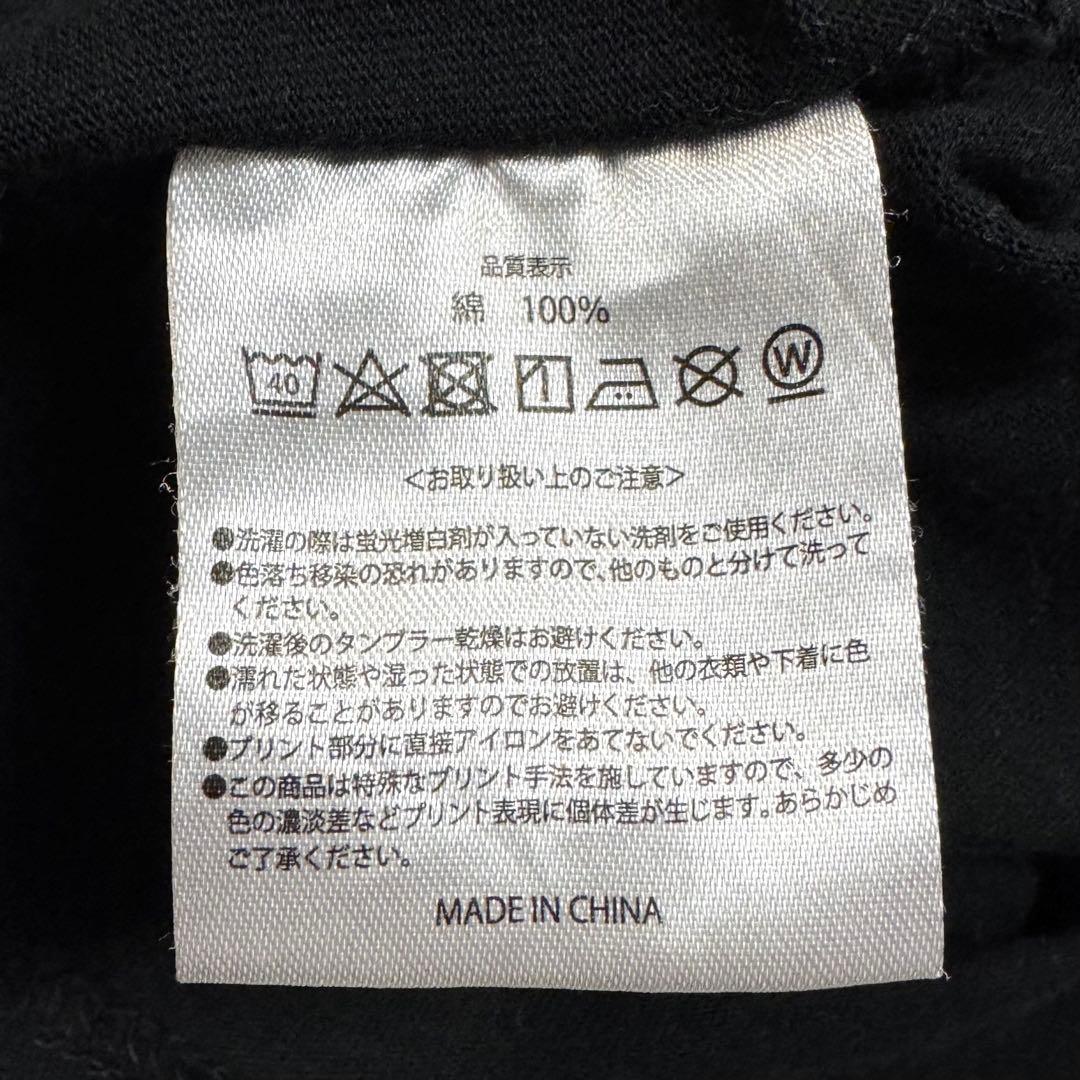 品質表示
綿 100%
40
W
<お取り扱い上のご注意>
●洗濯の際は蛍光増白剤が入っていない洗剤をご使用ください。
●色落ち移染の恐れがありますので、他のものと分けて洗って
ください。
●洗濯後のタンブラー乾燥はお避けください。
●濡れた状態や湿った状態での放置は、他の衣類や下着に色
が移ることがありますのでお避けください。
●プリント部分に直接アイロンをあてないでください。
●この商品は特殊なプリント手法を施していますので、多少の
色の濃淡差などプリント表現に個体差が生じます。あらかじめ
ご了承ください。
MADE IN CHINA